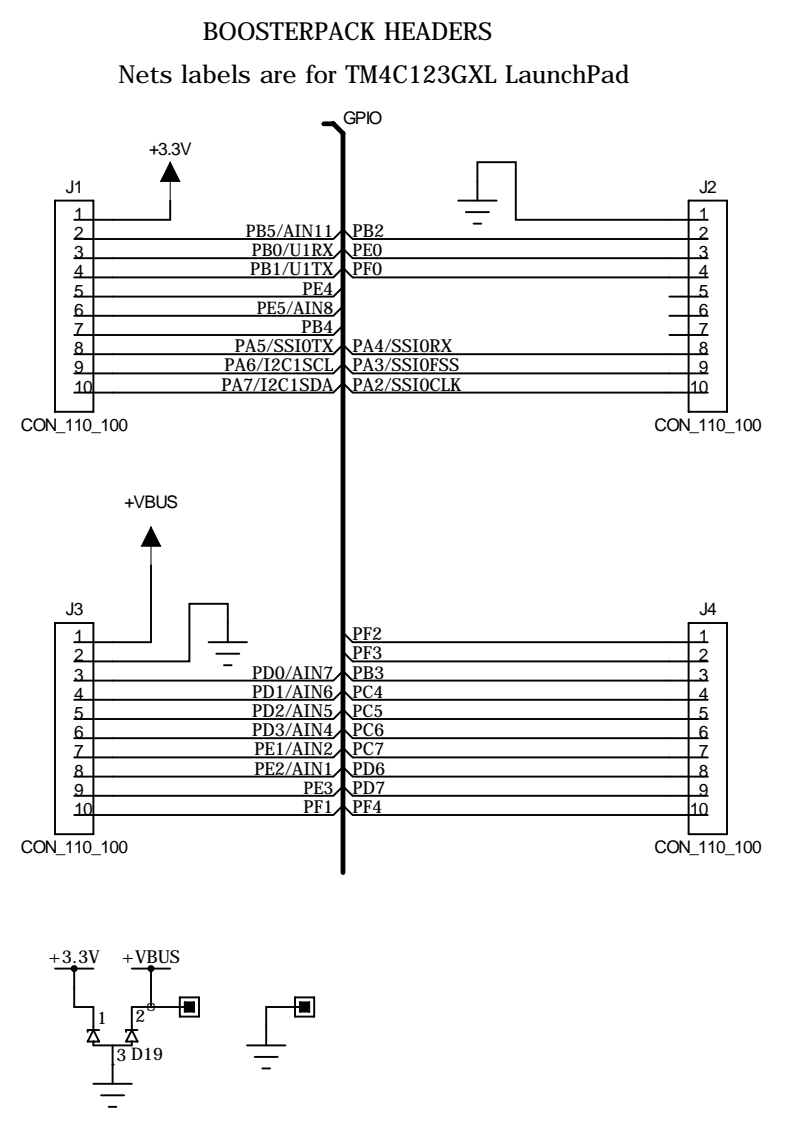 BOOSTERPACK HEADERS
Nets labels are for TM4C123GXL LaunchPad
GPIO
+3.3V
J1
J2
1
1
2 PB5/AIN11 PB2 2
3 PB0/U1RX PE0 3
4 PB1/U1TX PF0 4
5 PE4 5
6 PE5/AIN8 6
7 PB4 7
8 PA5/SSI0TX PA4/SSI0RX 8
9 PA6/I2C1SCL PA3/SSI0FSS 9
10 PA7/I2C1SDA PA2/SSI0CLK 10
CON_110_100
CON_110_100
+VBUS
J3
J4
1 PF2 1
2 PF3 2
3 PD0/AIN7 PB3 3
4 PD1/AIN6 PC4 4
5 PD2/AIN5 PC5 5
6 PD3/AIN4 PC6 6
7 PE1/AIN2 PC7 7
8 PE2/AIN1 PD6 8
9 PE3 PD7 9
10 PF1 PF4 10
CON_110_100
CON_110_100
+3.3V +VBUS
1 2
3 D19